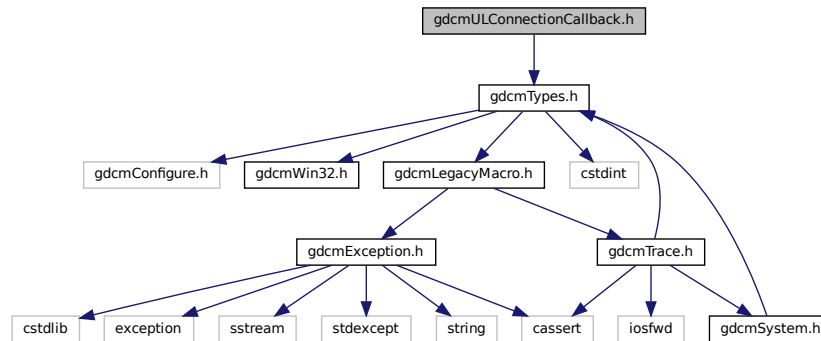 gdcmULConnectionCallback.h
gdcmTypes.h
gdcmConfigure.h
gdcmWin32.h
gdcmLegacyMacro.h
cstdint
gdcmException.h
gdcmTrace.h
cstdlib
exception
sstream
stdexcept
string
cassert
iosfwd
gdcmSystem.h